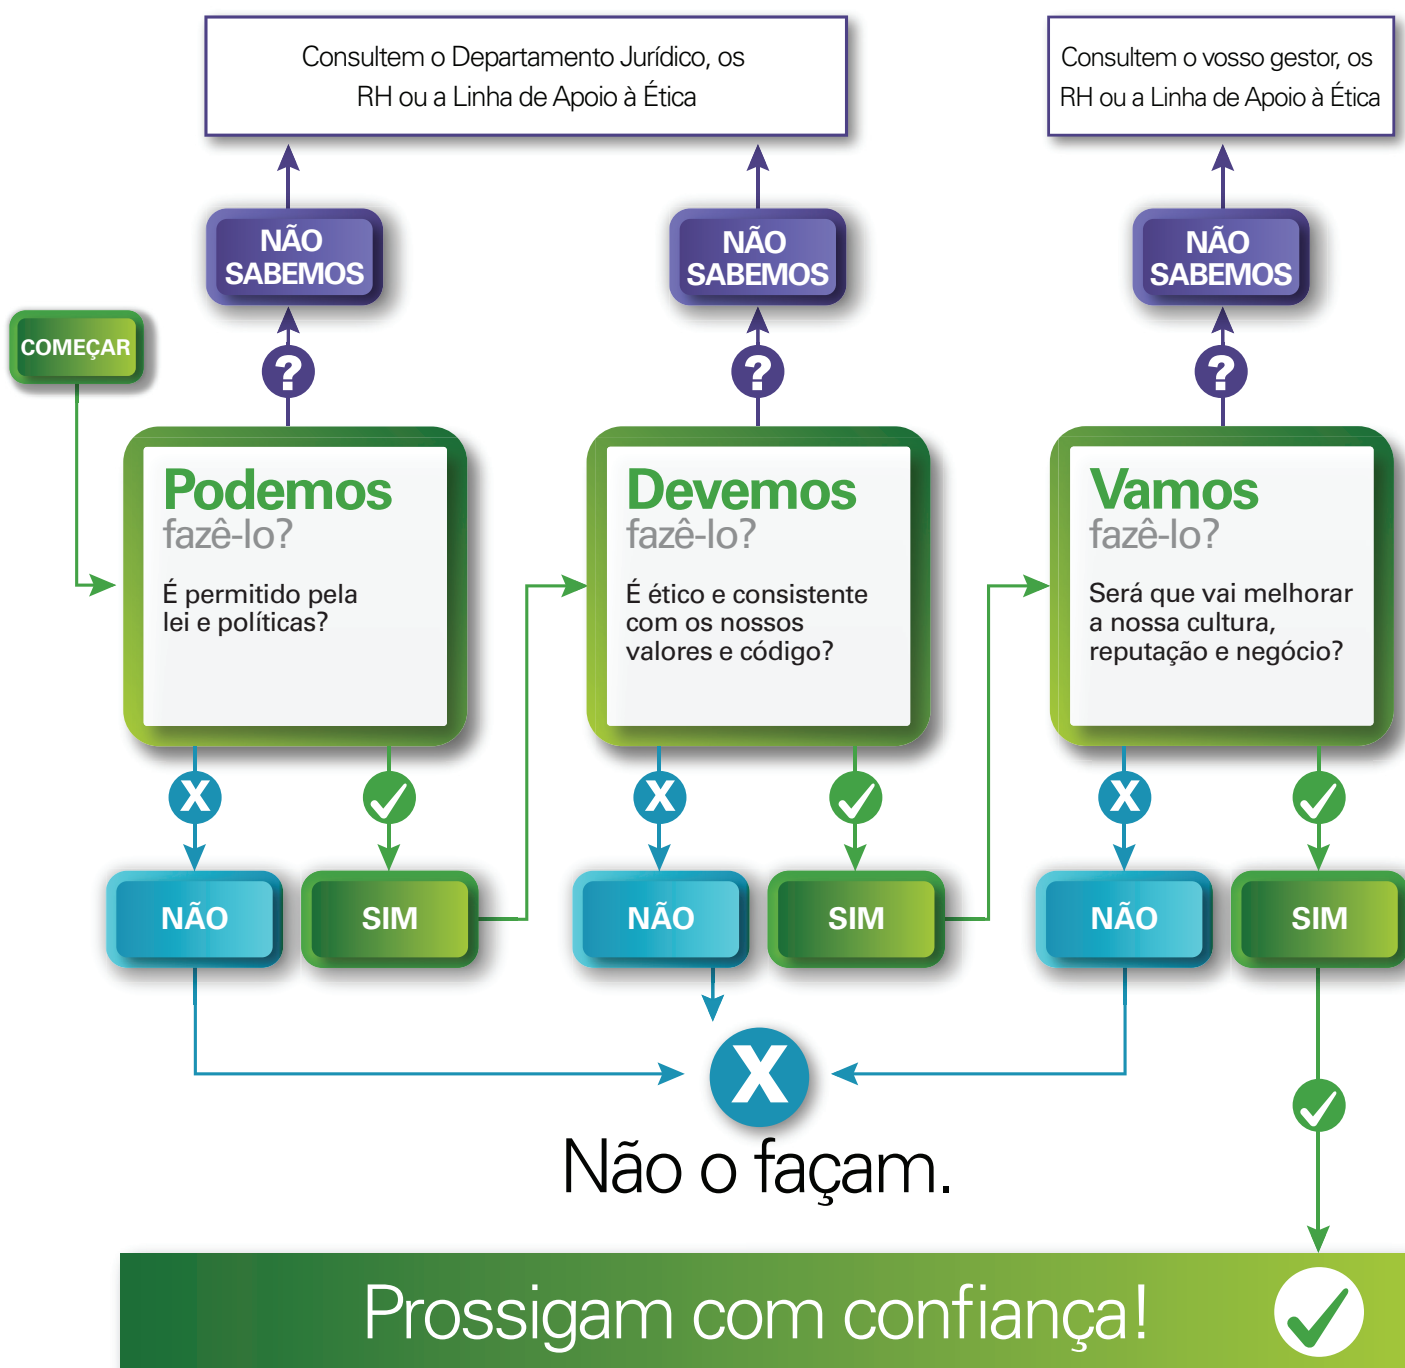 Consultem o Departamento Jurídico, os
RH ou a Linha de Apoio à Ética
Consultem o vosso gestor, os
RH ou a Linha de Apoio à Ética
NÃO
SABEMOS
NÃO
SABEMOS
NÃO
SABEMOS
COMEÇAR
?
?
?
Podemos
fazê-lo?
É permitido pela
lei e políticas?
Devemos
fazê-lo?
É ético e consistente
com os nossos
valores e código?
Vamos
fazê-lo?
Será que vai melhorar
a nossa cultura,
reputação e negócio?
X
X
X
NÃO
SIM
NÃO
SIM
NÃO
SIM
X
Não o façam.
Prossigam com confiança!